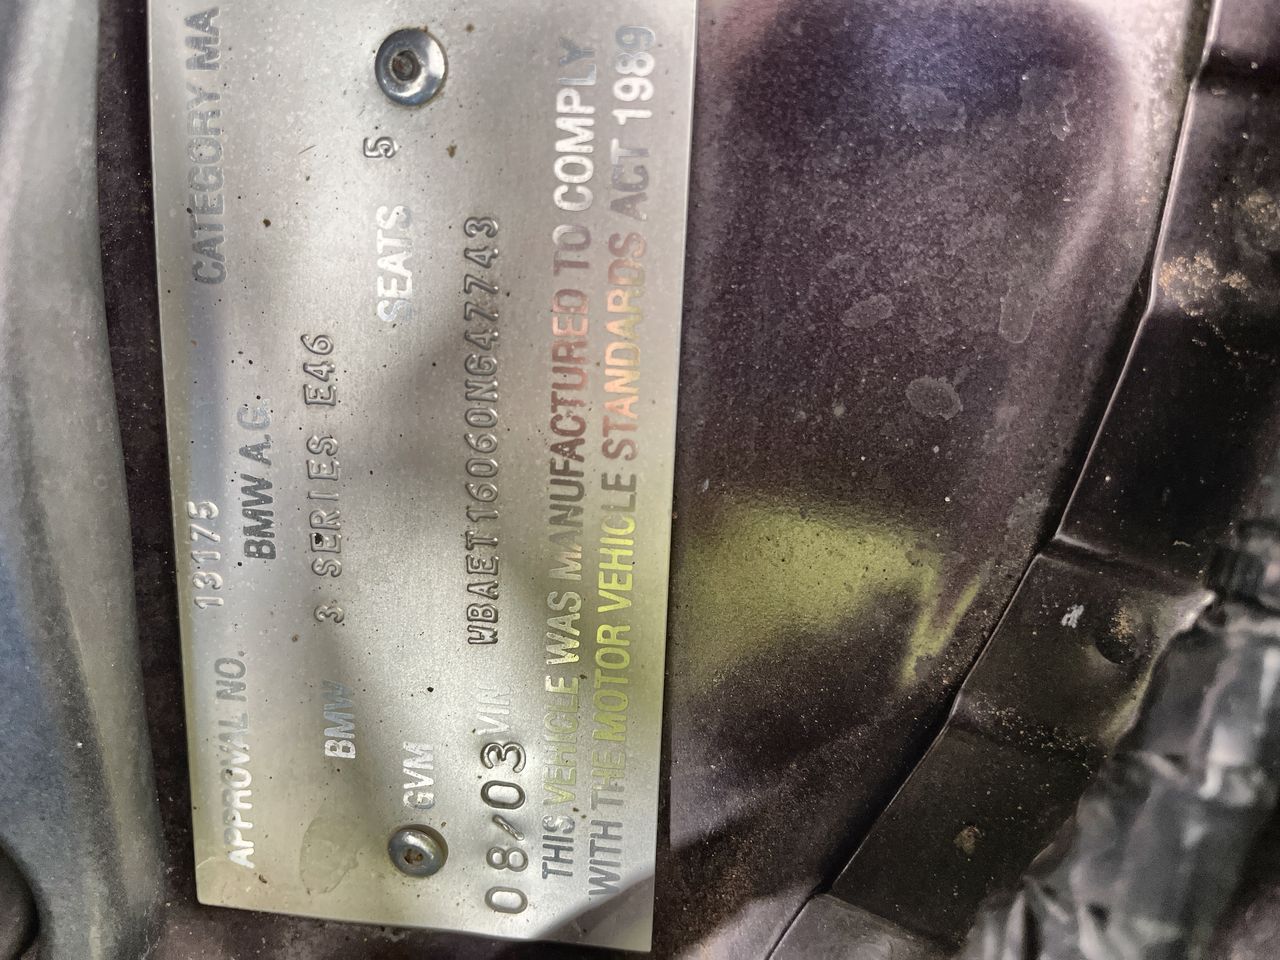 APPROVAL NO. 13175 CATEGORY MA
BMW A.G.
BMW 3 SERIES E46
GVM SEATS 5
08/03 VIN WBAET16060NG47743
THIS VEHICLE WAS MANUFACTURED TO COMPLY
WITH THE MOTOR VEHICLE STANDARDS ACT 1989